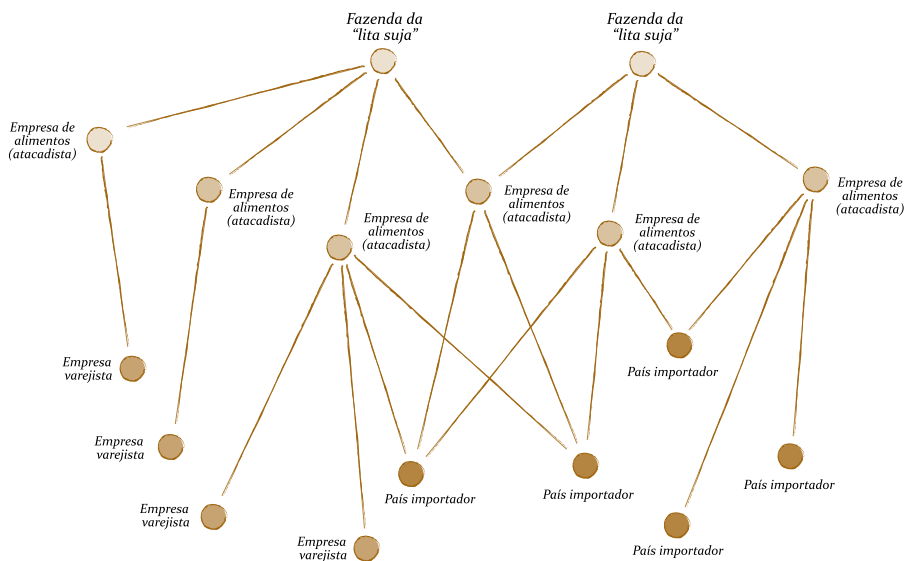 Fazenda da
“lita suja”
Fazenda da
“lita suja”
Empresa de
alimentos
(atacadista)
Empresa de
alimentos
(atacadista)
Empresa de
alimentos
(atacadista)
Empresa de
alimentos
(atacadista)
Empresa de
alimentos
(atacadista)
Empresa de
alimentos
(atacadista)
Empresa
varejista
País importador
Empresa
varejista
País importador
País importador
País importador
Empresa
varejista
Empresa
varejista
País importador